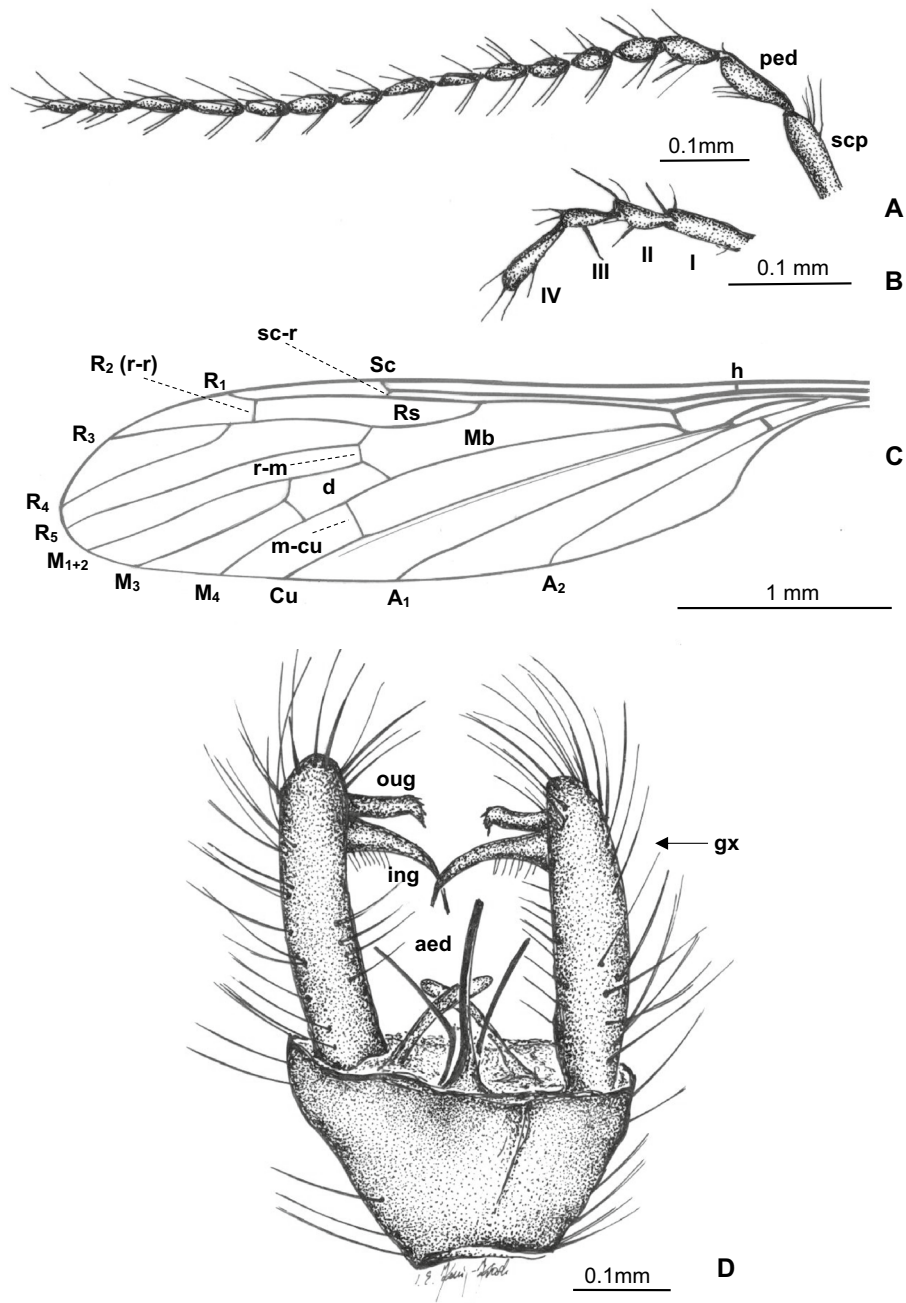 ped
scp
0.1mm
A
I
II
III
IV
0.1 mm
B
sc-r
R2 (r-r)
R1
Sc
h
Rs
R3
Mb
C
r-m
d
R4
R5
m-cu
M1+2
M3
M4
Cu
A1
A2
1 mm
oug
gx
ing
aed
D
0.1mm